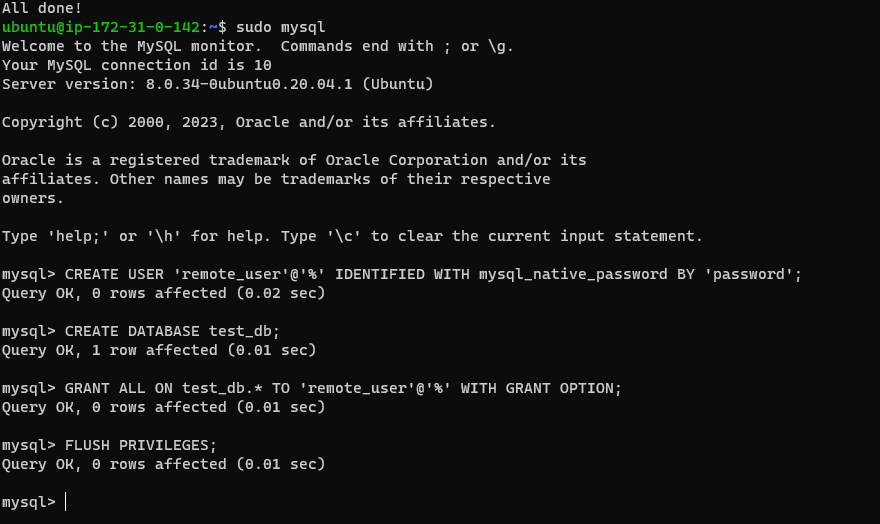 All done!
ubuntu@ip-172-31-0-142:~$ sudo mysql
Welcome to the MySQL monitor.  Commands end with ; or \g.
Your MySQL connection id is 10
Server version: 8.0.34-0ubuntu0.20.04.1 (Ubuntu)
Copyright (c) 2000, 2023, Oracle and/or its affiliates.
Oracle is a registered trademark of Oracle Corporation and/or its
affiliates. Other names may be trademarks of their respective
owners.
Type 'help;' or '\h' for help. Type '\c' to clear the current input statement.
mysql> CREATE USER 'remote_user'@'%' IDENTIFIED WITH mysql_native_password BY 'password';
Query OK, 0 rows affected (0.02 sec)
mysql> CREATE DATABASE test_db;
Query OK, 1 row affected (0.01 sec)
mysql> GRANT ALL ON test_db.* TO 'remote_user'@'%' WITH GRANT OPTION;
Query OK, 0 rows affected (0.01 sec)
mysql> FLUSH PRIVILEGES;
Query OK, 0 rows affected (0.01 sec)
mysql>